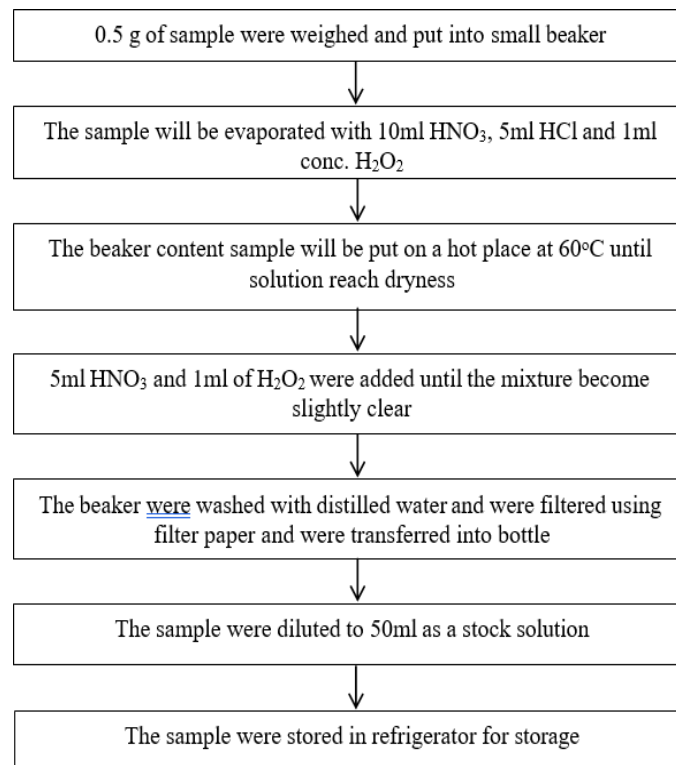 0.5 g of sample were weighed and put into small beaker
The sample will be evaporated with 10ml HNO₃, 5ml HCl and 1ml
conc. H₂O₂
The beaker content sample will be put on a hot place at 60°C until
solution reach dryness
5ml HNO₃ and 1ml of H₂O₂ were added until the mixture become
slightly clear
The beaker were washed with distilled water and were filtered using
filter paper and were transferred into bottle
The sample were diluted to 50ml as a stock solution
The sample were stored in refrigerator for storage